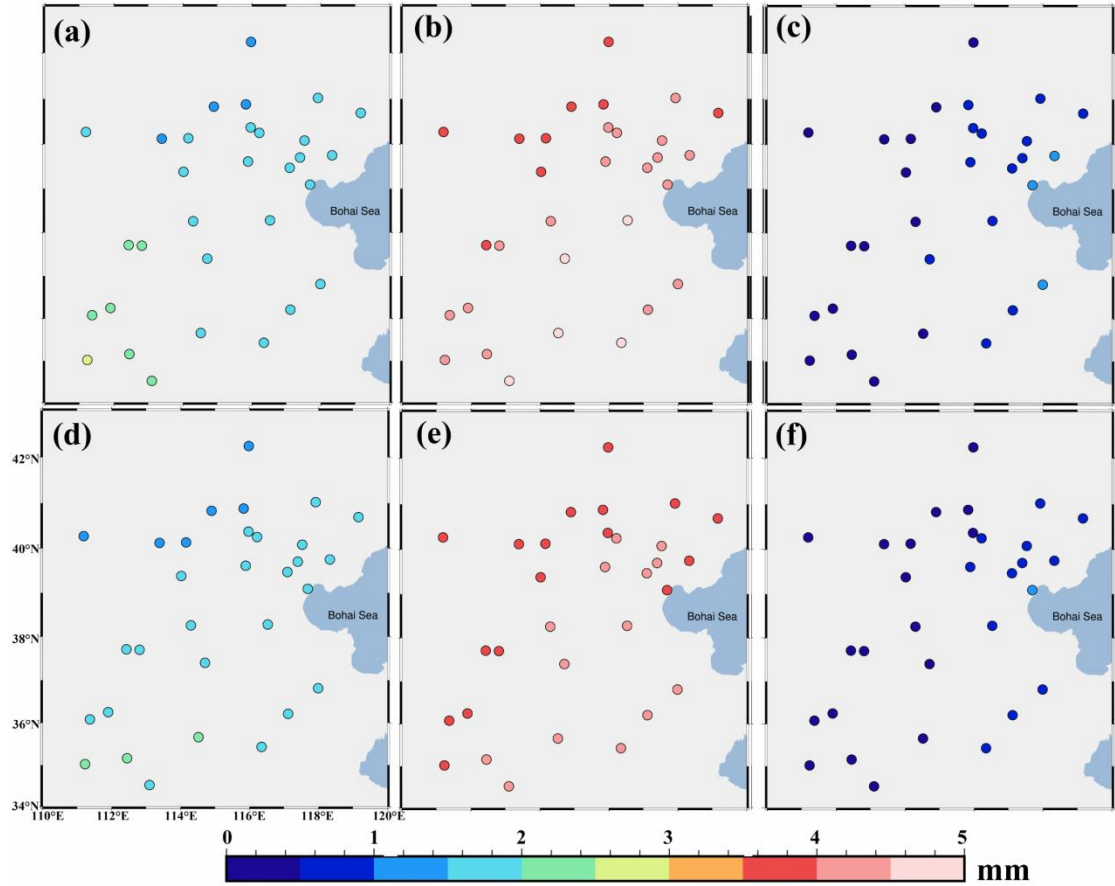 (a)
(b)
(c)
Bohai Sea
Bohai Sea
Bohai Sea
(d)
(e)
(f)
42°N
40°N
38°N
36°N
34°N
Bohai Sea
Bohai Sea
Bohai Sea
110°E 112°E 114°E 116°E 118°E 120°E
0 1 2 3 4 5
mm